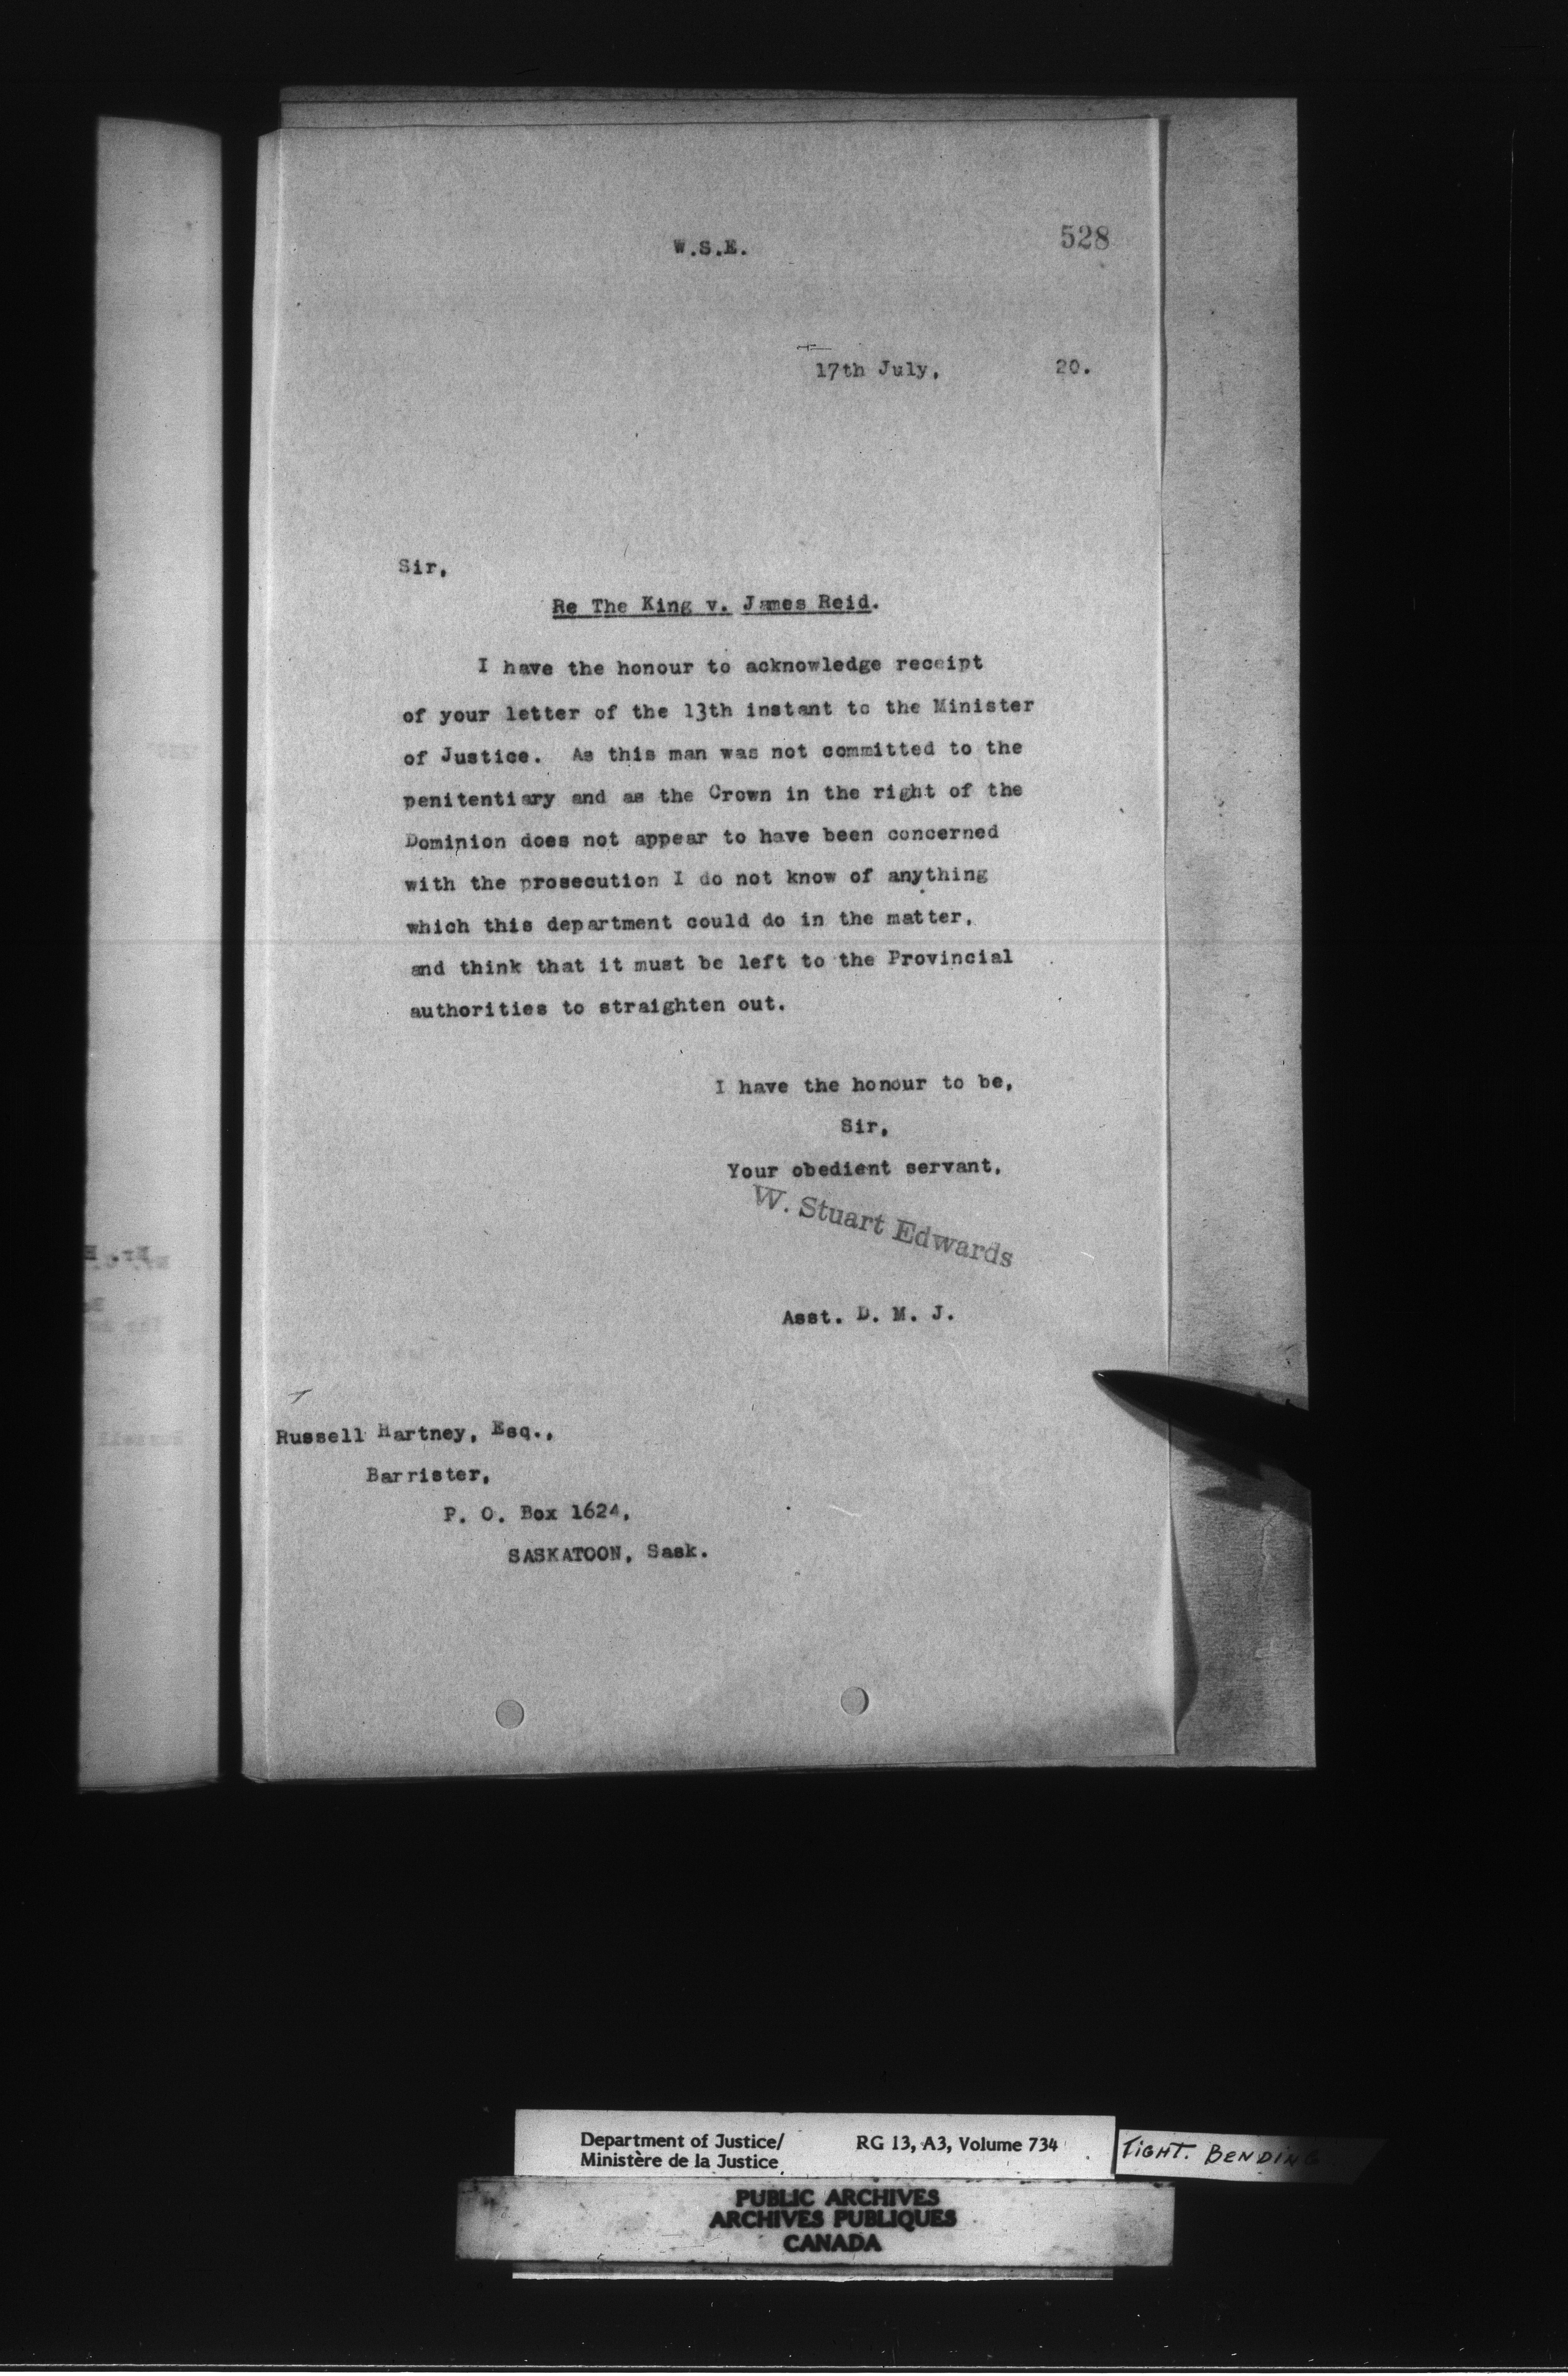 W.S.E.
528
17th July, 20.
Sir,
Re The King v. James Reid.
I have the honour to acknowledge receipt
of your letter of the 13th instant to the Minister
of Justice. As this man was not committed to the
penitentiary and as the Crown in the right of the
Dominion does not appear to have been concerned
with the prosecution I do not know of anything
which this department could do in the matter,
and think that it must be left to the Provincial
authorities to straighten out.
I have the honour to be,
Sir,
Your obedient servant,
W. Stuart Edwards
Asst. D. M. J.
Russell Hartney, Esq.,
Barrister,
P. O. Box 1624,
SASKATOON, Sask.
Department of Justice/
Ministère de la Justice
RG 13, A3, Volume 734
TIGHT. BENDING
PUBLIC ARCHIVES
ARCHIVES PUBLIQUES
CANADA